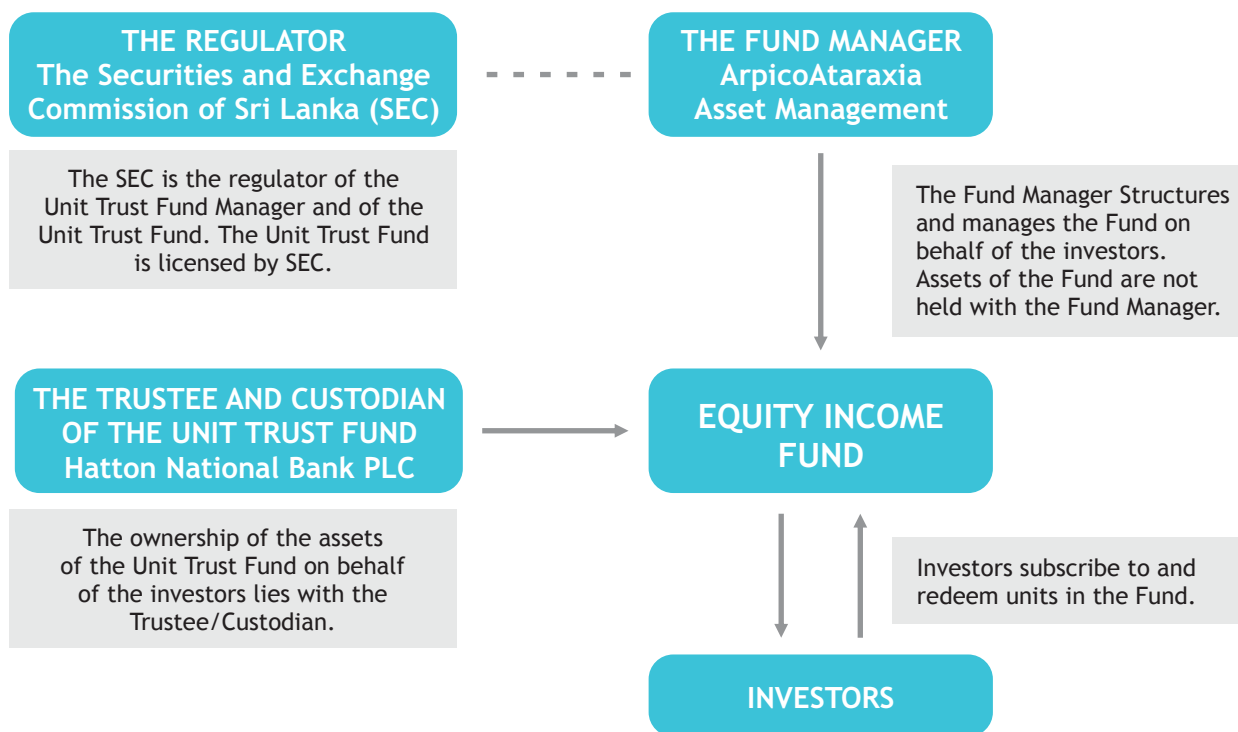 THE REGULATOR
The Securities and Exchange
Commission of Sri Lanka (SEC)
The SEC is the regulator of the
Unit Trust Fund Manager and of the
Unit Trust Fund. The Unit Trust Fund
is licensed by SEC.
THE FUND MANAGER
ArpicoAtaraxia
Asset Management
The Fund Manager Structures
and manages the Fund on
behalf of the investors.
Assets of the Fund are not
held with the Fund Manager.
THE TRUSTEE AND CUSTODIAN
OF THE UNIT TRUST FUND
Hatton National Bank PLC
The ownership of the assets
of the Unit Trust Fund on behalf
of the investors lies with the
Trustee/Custodian.
EQUITY INCOME
FUND
Investors subscribe to and
redeem units in the Fund.
INVESTORS